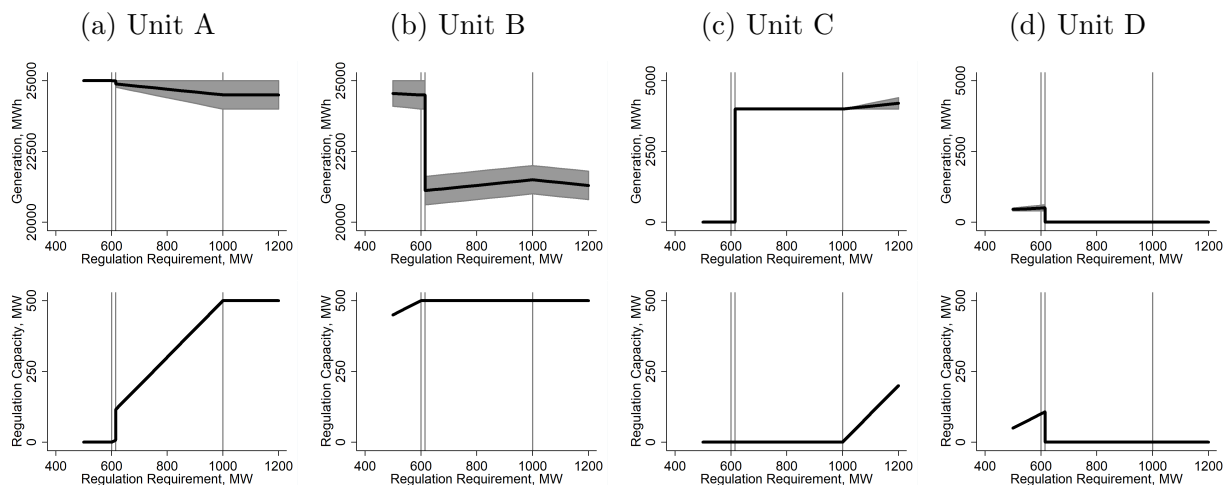 (a) Unit A
(b) Unit B
(c) Unit C
(d) Unit D
Generation, MWh
20000 22500 25000
400 600 800 1000 1200
Regulation Requirement, MW
Generation, MWh
20000 22500 25000
400 600 800 1000 1200
Regulation Requirement, MW
Generation, MWh
0 2500 5000
400 600 800 1000 1200
Regulation Requirement, MW
Generation, MWh
0 2500 5000
400 600 800 1000 1200
Regulation Requirement, MW
Regulation Capacity, MW
0 250 500
400 600 800 1000 1200
Regulation Requirement, MW
Regulation Capacity, MW
0 250 500
400 600 800 1000 1200
Regulation Requirement, MW
Regulation Capacity, MW
0 250 500
400 600 800 1000 1200
Regulation Requirement, MW
Regulation Capacity, MW
0 250 500
400 600 800 1000 1200
Regulation Requirement, MW